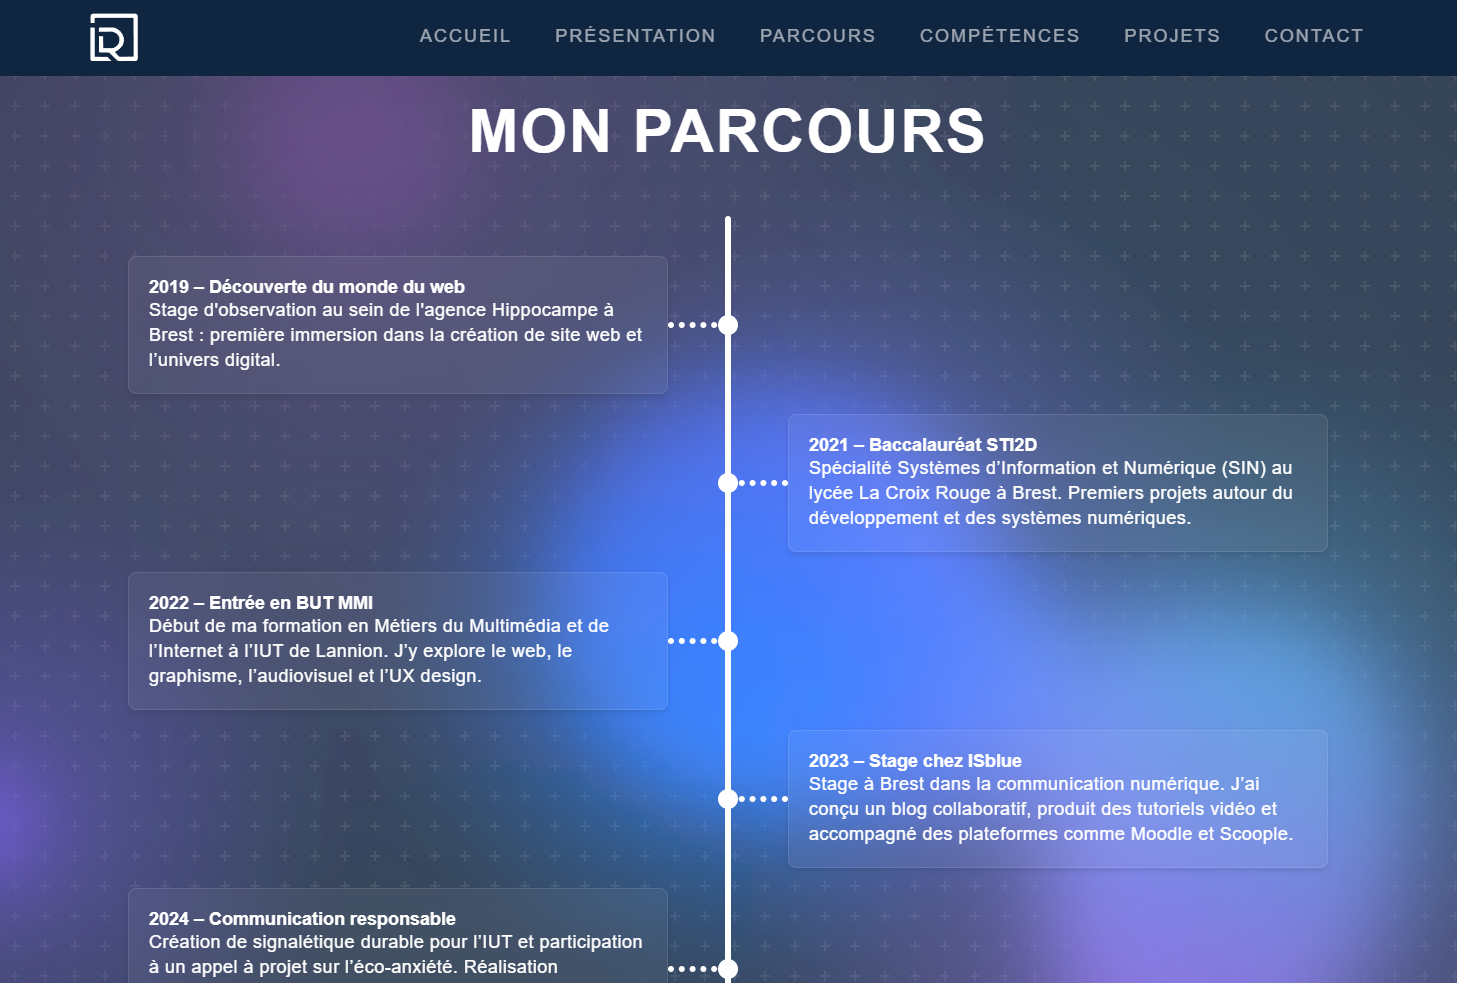 ACCUEIL PRÉSENTATION PARCOURS COMPÉTENCES PROJETS CONTACT
MON PARCOURS
2019 – Découverte du monde du web
Stage d'observation au sein de l'agence Hippocampe à
Brest : première immersion dans la création de site web et
l’univers digital.
2021 – Baccalauréat STI2D
Spécialité Systèmes d’Information et Numérique (SIN) au
lycée La Croix Rouge à Brest. Premiers projets autour du
développement et des systèmes numériques.
2022 – Entrée en BUT MMI
Début de ma formation en Métiers du Multimédia et de
l’Internet à l’IUT de Lannion. J’y explore le web, le
graphisme, l’audiovisuel et l’UX design.
2023 – Stage chez ISblue
Stage à Brest dans la communication numérique. J’ai
conçu un blog collaboratif, produit des tutoriels vidéo et
accompagné des plateformes comme Moodle et Scoople.
2024 – Communication responsable
Création de signalétique durable pour l’IUT et participation
à un appel à projet sur l’éco-anxiété. Réalisation